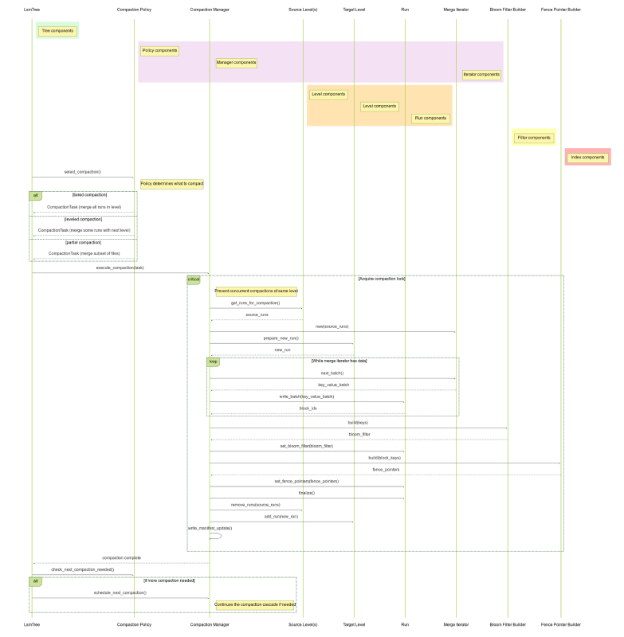 LsmTree Compaction Policy Compaction Manager Source Level(s) Target Level Run Merge Iterator Bloom Filter Builder Fence Pointer Builder
Tree components
Policy components
Manager components
Iterator components
Level components
Level components
Run components
Filter components
Index components
select_compaction()
Policy determines what to compact
alt [tiered compaction]
CompactionTask (merge all runs in level)
[leveled compaction]
CompactionTask (merge some runs with next level)
[partial compaction]
CompactionTask (merge subset of files)
execute_compaction(task)
critical [Acquire compaction lock]
Prevent concurrent compactions of same level
get_runs_for_compaction()
source_runs
new(source_runs)
prepare_new_run()
new_run
loop [While merge iterator has data]
next_batch()
key_value_batch
write_batch(key_value_batch)
block_ids
build(keys)
bloom_filter
set_bloom_filter(bloom_filter)
build(block_keys)
fence_pointers
set_fence_pointers(fence_pointers)
finalize()
remove_runs(source_runs)
add_run(new_run)
write_manifest_update()
compaction complete
check_next_compaction_needed()
alt [If more compaction needed]
schedule_next_compaction()
Continues the compaction cascade if needed
LsmTree Compaction Policy Compaction Manager Source Level(s) Target Level Run Merge Iterator Bloom Filter Builder Fence Pointer Builder